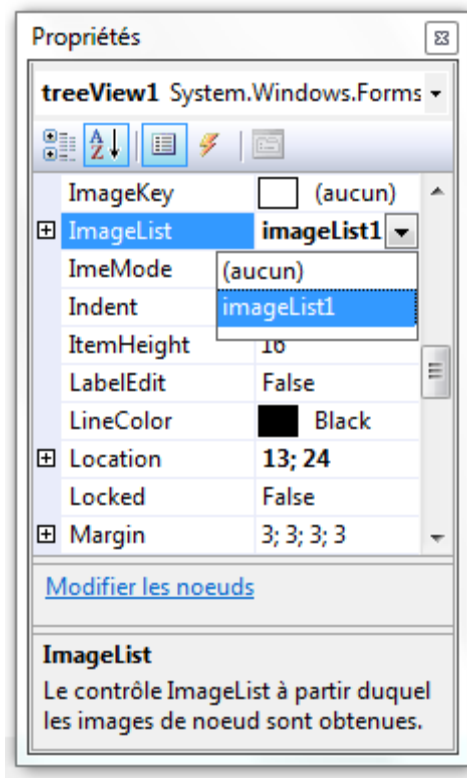 Propriétés
treeView1 System.Windows.Forms
ImageKey (aucun)
ImageList imageList1
ImeMode (aucun)
Indent imageList1
ItemHeight 16
LabelEdit False
LineColor Black
Location 13; 24
Locked False
Margin 3; 3; 3; 3
Modifier les noeuds
ImageList
Le contrôle ImageList à partir duquel
les images de noeud sont obtenues.